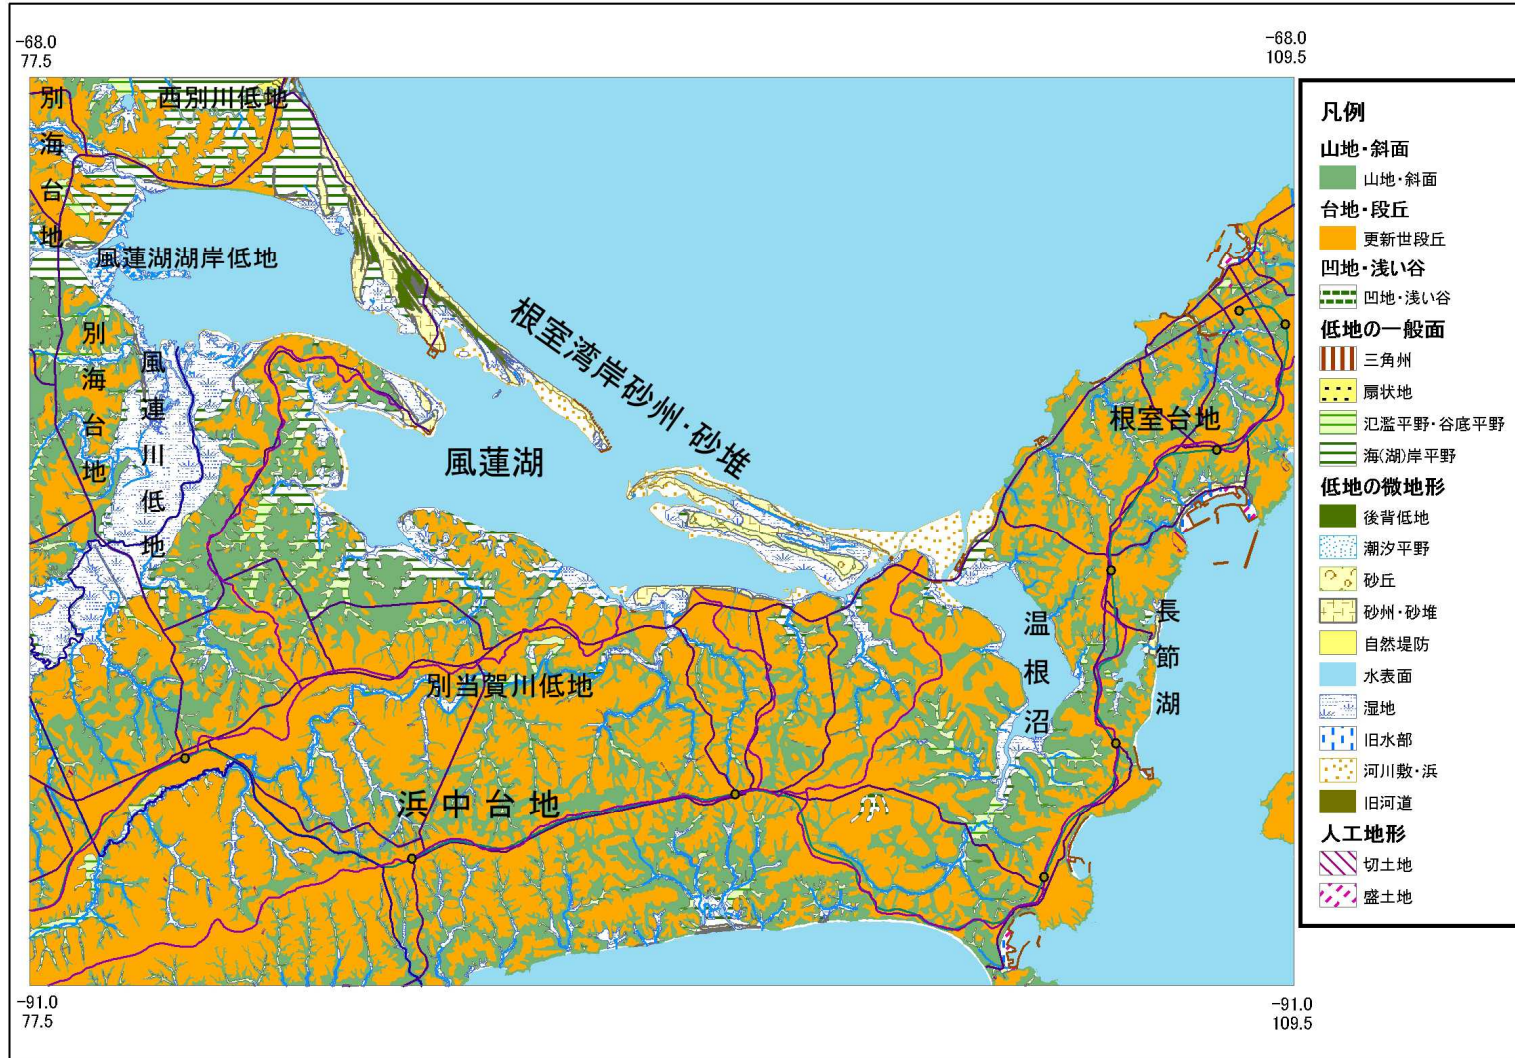 -68.0
77.5
-68.0
109.5
別海台地
西別川低地
風蓮湖湖岸低地
別海台地
風連川低地
根室湾岸砂州・砂堆
風蓮湖
根室台地
温根沼
長節湖
別当賀川低地
浜中台地
-91.0
77.5
-91.0
109.5
凡例
山地・斜面
山地・斜面
台地・段丘
更新世段丘
凹地・浅い谷
凹地・浅い谷
低地の一般面
三角州
扇状地
氾濫平野・谷底平野
海(湖)岸平野
低地の微地形
後背低地
潮汐平野
砂丘
砂州・砂堆
自然堤防
水表面
湿地
旧水部
河川敷・浜
旧河道
人工地形
切土地
盛土地